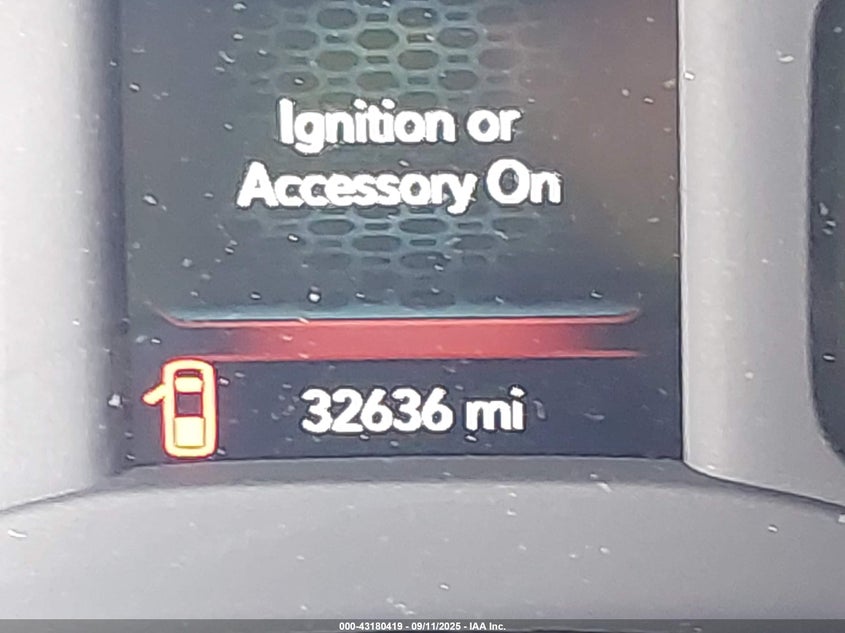 Ignition or
Accessory On
32636 mi
000-43180419 - 09/11/2025 - IAA Inc.